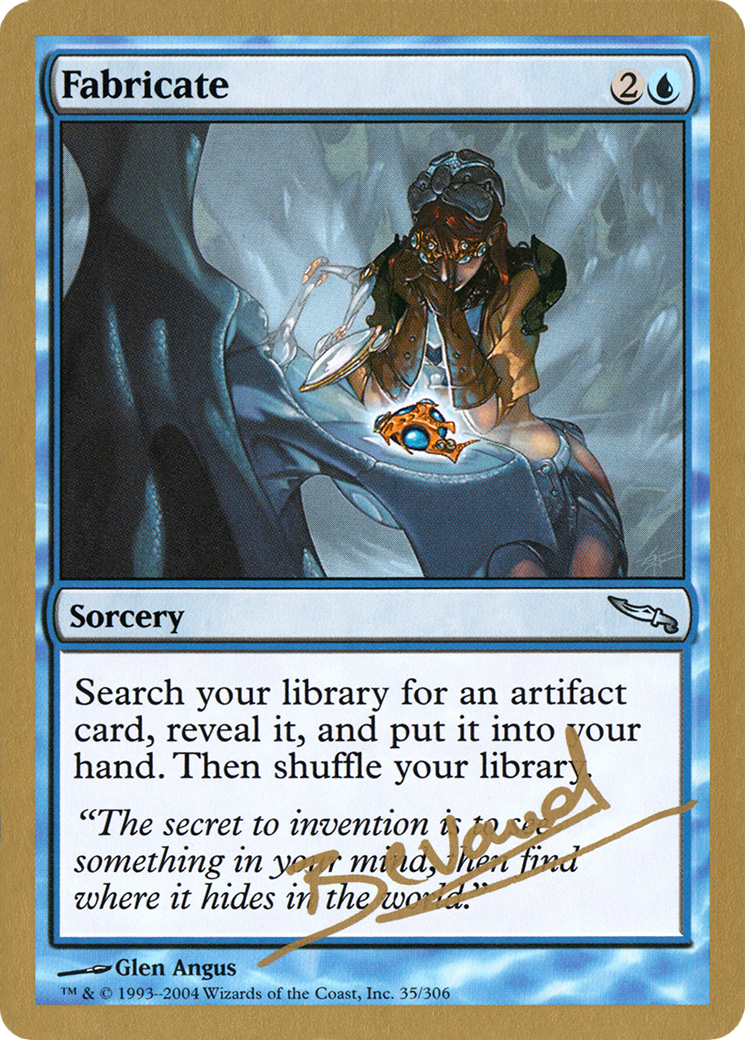 Fabricate
2
Sorcery
Search your library for an artifact
card, reveal it, and put it into your
hand. Then shuffle your library.
“The secret to invention is to see
something in your mind, then find
where it hides in the world.”
Glen Angus
™ & © 1993–2004 Wizards of the Coast, Inc. 35/306